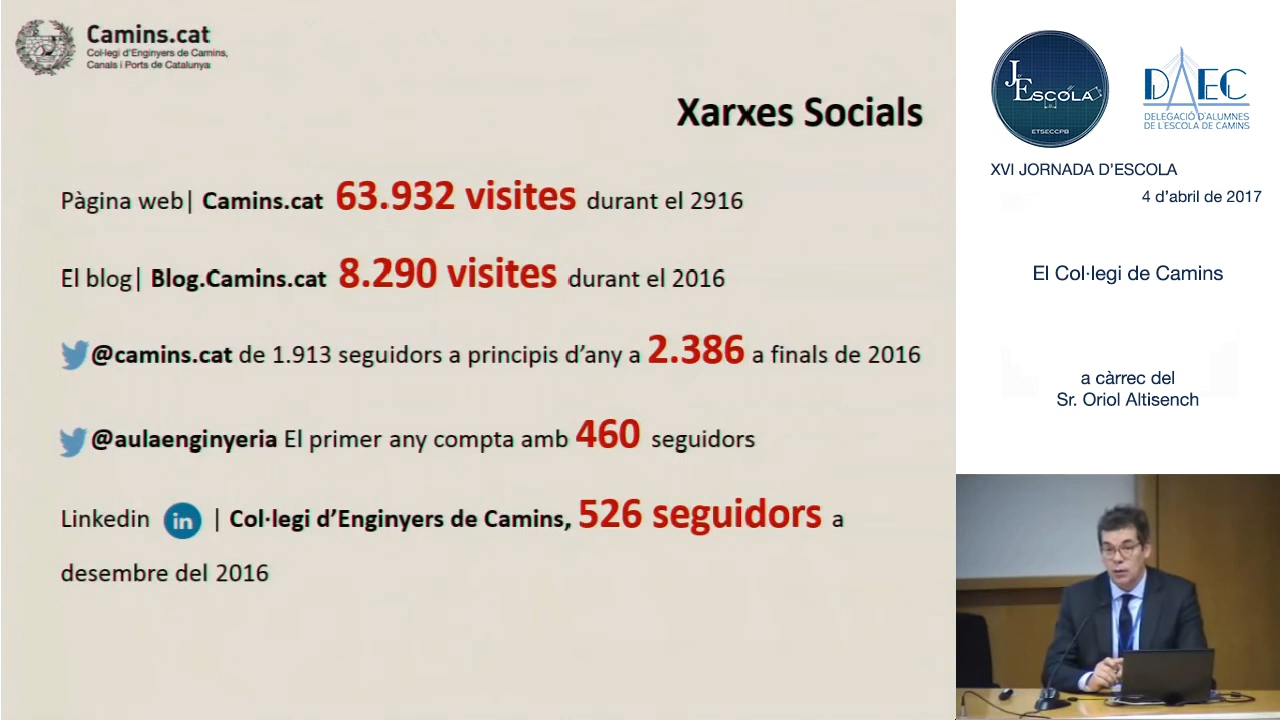 Camins.cat
Col·legi d'Enginyers de Camins,
Canals i Ports de Catalunya
Xarxes Socials
Pàgina web| Camins.cat 63.932 visites durant el 2916
El blog| Blog.Camins.cat 8.290 visites durant el 2016
@camins.cat de 1.913 seguidors a principis d'any a 2.386 a finals de 2016
@aulaenginyeria El primer any compta amb 460 seguidors
Linkedin in | Col·legi d'Enginyers de Camins, 526 seguidors a
desembre del 2016
J
ESCOLA
ETSECCPB
DAEC
DELEGACIÓ D'ALUMNES
DE L'ESCOLA DE CAMINS
XVI JORNADA D'ESCOLA
4 d'abril de 2017
El Col·legi de Camins
a càrrec del
Sr. Oriol Altisench